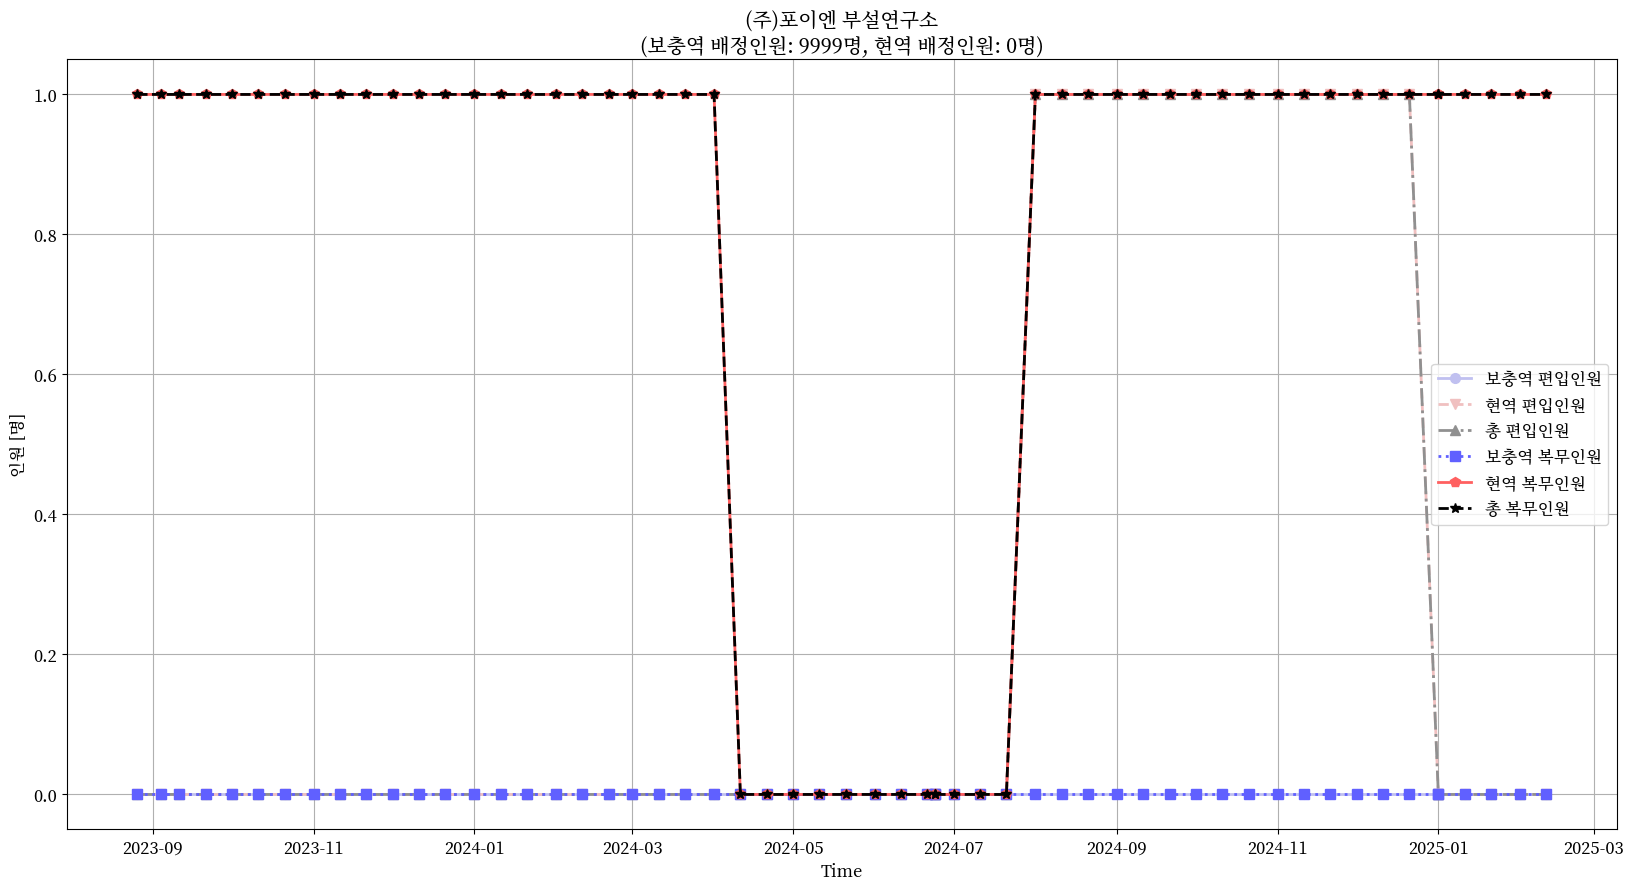 (주)포이엔 부설연구소
(보충역 배정인원: 9999명, 현역 배정인원: 0명)
인원 [명]
1.0
0.8
0.6
0.4
0.2
0.0
보충역 편입인원
현역 편입인원
총 편입인원
보충역 복무인원
현역 복무인원
총 복무인원
2023-09 2023-11 2024-01 2024-03 2024-05 2024-07 2024-09 2024-11 2025-01 2025-03
Time